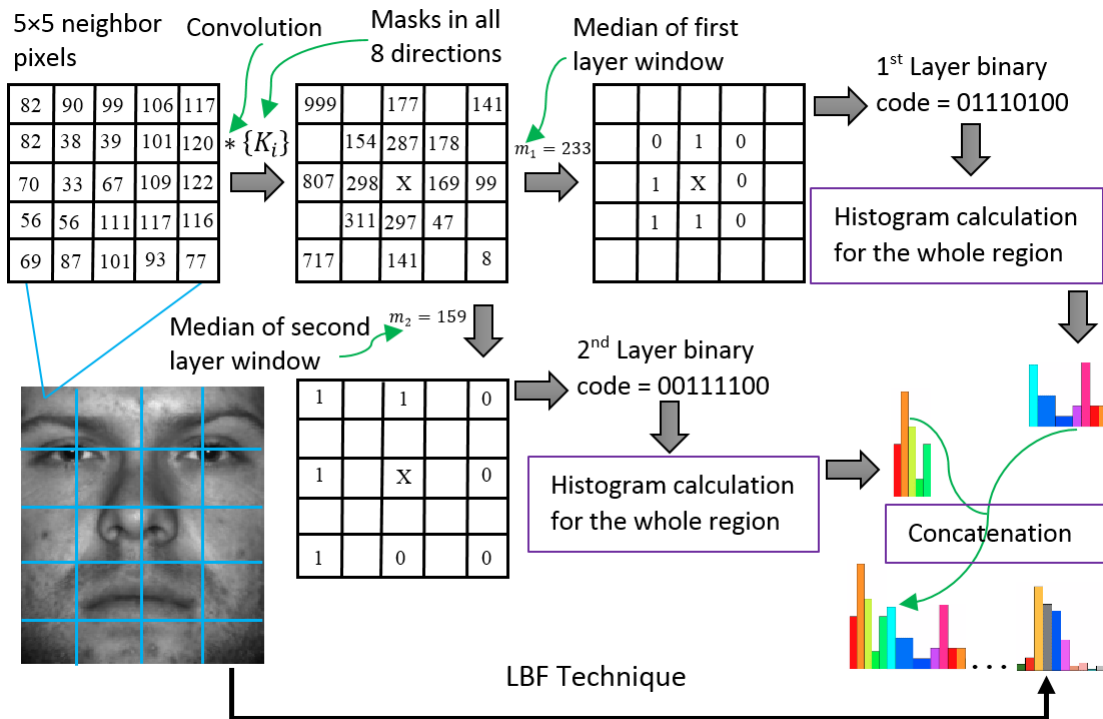 5×5 neighbor
pixels
Convolution
Masks in all
8 directions
Median of first
layer window
82 90 99 106 117
82 38 39 101 120
70 33 67 109 122
56 56 111 117 116
69 87 101 93 77
* {K_i}
999 177 141
154 287 178
807 298 X 169 99
311 297 47
717 141 8
m_1 = 233
0 1 0
1 X 0
1 1 0
1st Layer binary
code = 01110100
Histogram calculation
for the whole region
Median of second
layer window
m_2 = 159
1 1 0
1 X 0
1 0 0
2nd Layer binary
code = 00111100
Histogram calculation
for the whole region
Concatenation
. . .
LBF Technique